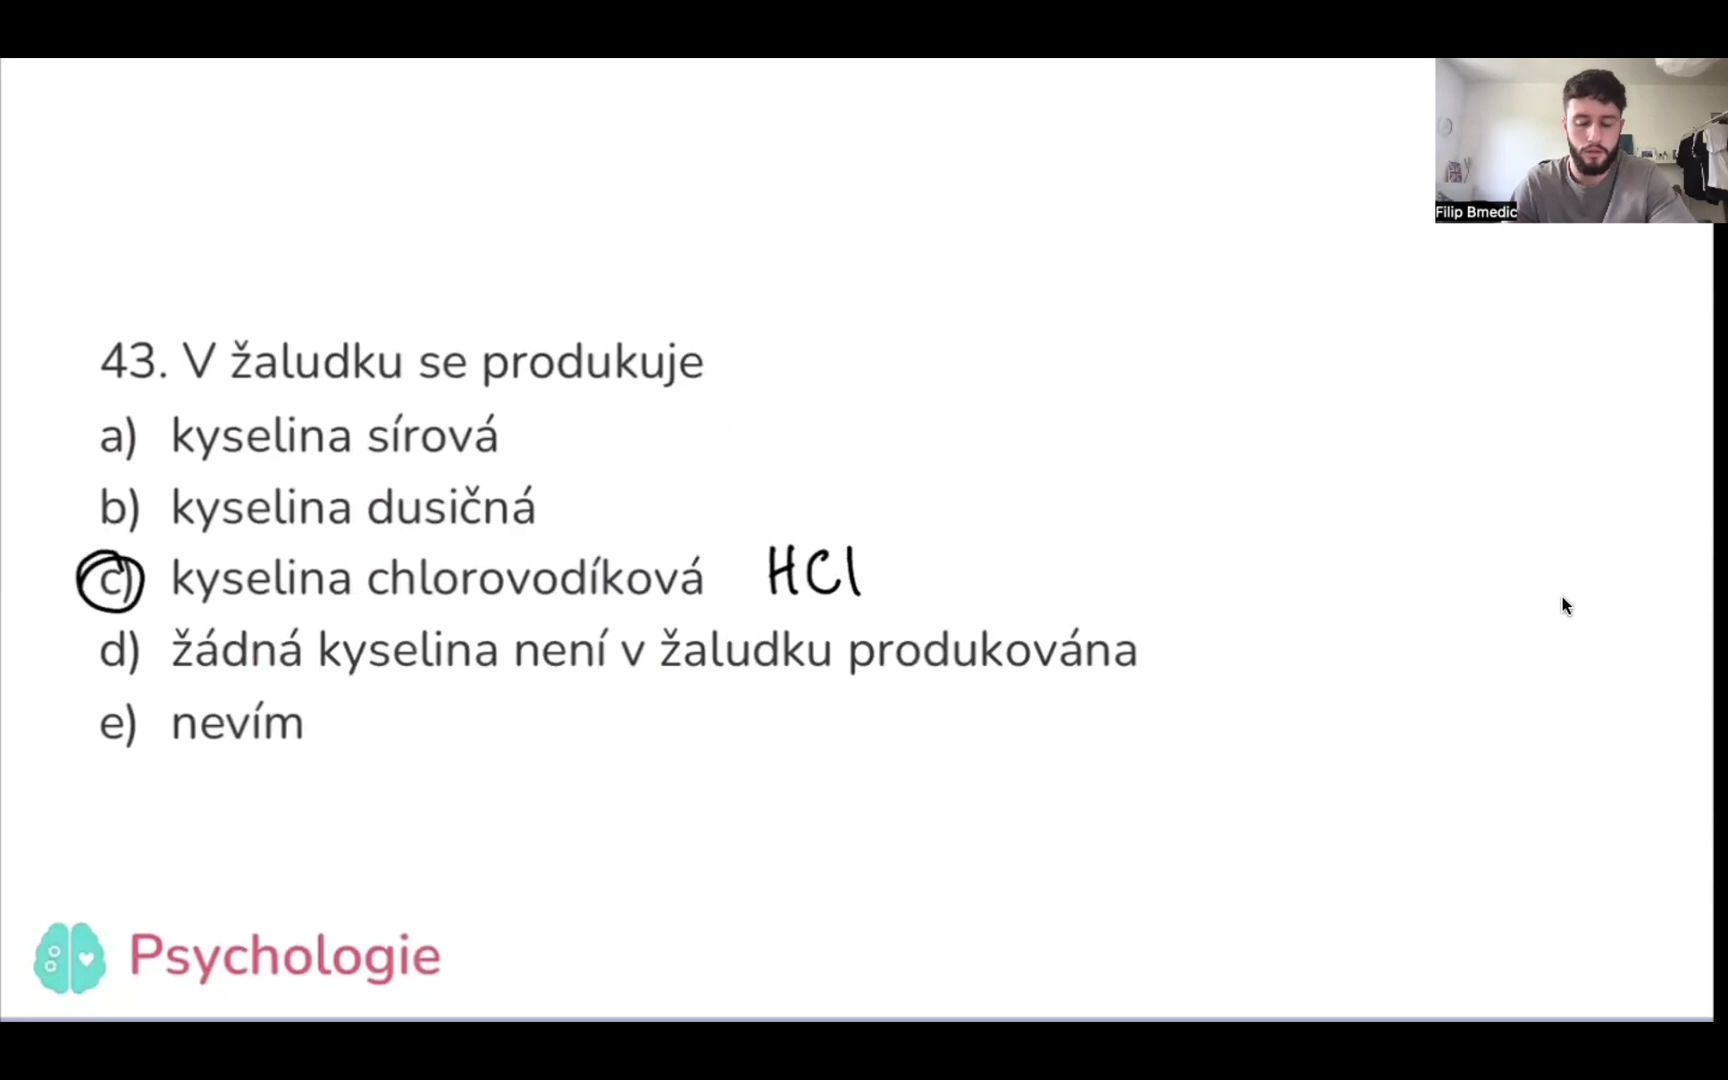 Filip Bmedic
43. V žaludku se produkuje
a) kyselina sírová
b) kyselina dusičná
c) kyselina chlorovodíková HCl
d) žádná kyselina není v žaludku produkována
e) nevím
Psychologie